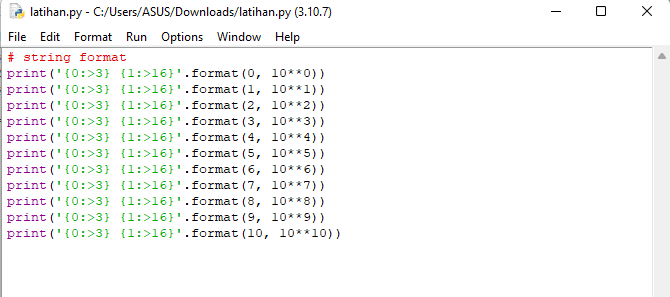 latihan.py - C:/Users/ASUS/Downloads/latihan.py (3.10.7)
File Edit Format Run Options Window Help
# string format
print('{0:>3} {1:>16}'.format(0, 10**0))
print('{0:>3} {1:>16}'.format(1, 10**1))
print('{0:>3} {1:>16}'.format(2, 10**2))
print('{0:>3} {1:>16}'.format(3, 10**3))
print('{0:>3} {1:>16}'.format(4, 10**4))
print('{0:>3} {1:>16}'.format(5, 10**5))
print('{0:>3} {1:>16}'.format(6, 10**6))
print('{0:>3} {1:>16}'.format(7, 10**7))
print('{0:>3} {1:>16}'.format(8, 10**8))
print('{0:>3} {1:>16}'.format(9, 10**9))
print('{0:>3} {1:>16}'.format(10, 10**10))